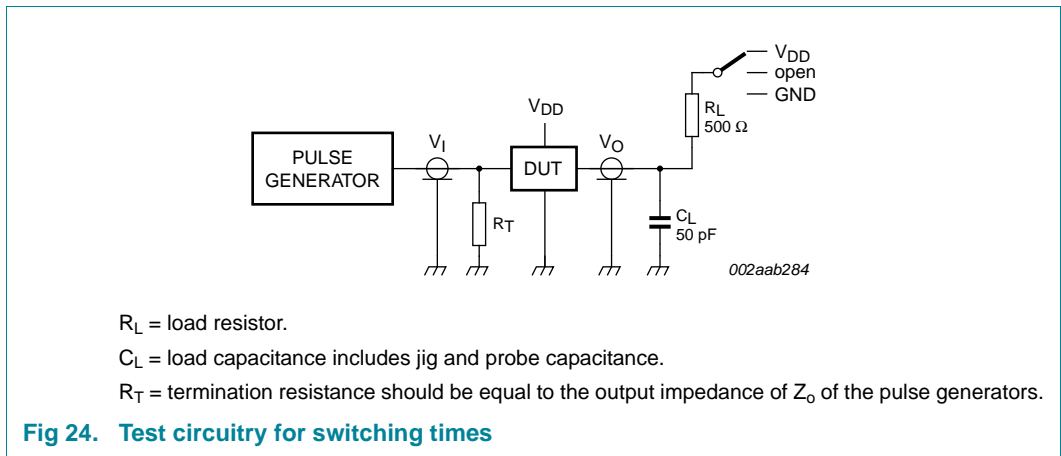 V_DD
open
GND
R_L
500 Ω
V_DD
V_I
V_O
PULSE
GENERATOR
DUT
R_T
C_L
50 pF
002aab284
R_L = load resistor.
C_L = load capacitance includes jig and probe capacitance.
R_T = termination resistance should be equal to the output impedance of Z_o of the pulse generators.
Fig 24. Test circuitry for switching times